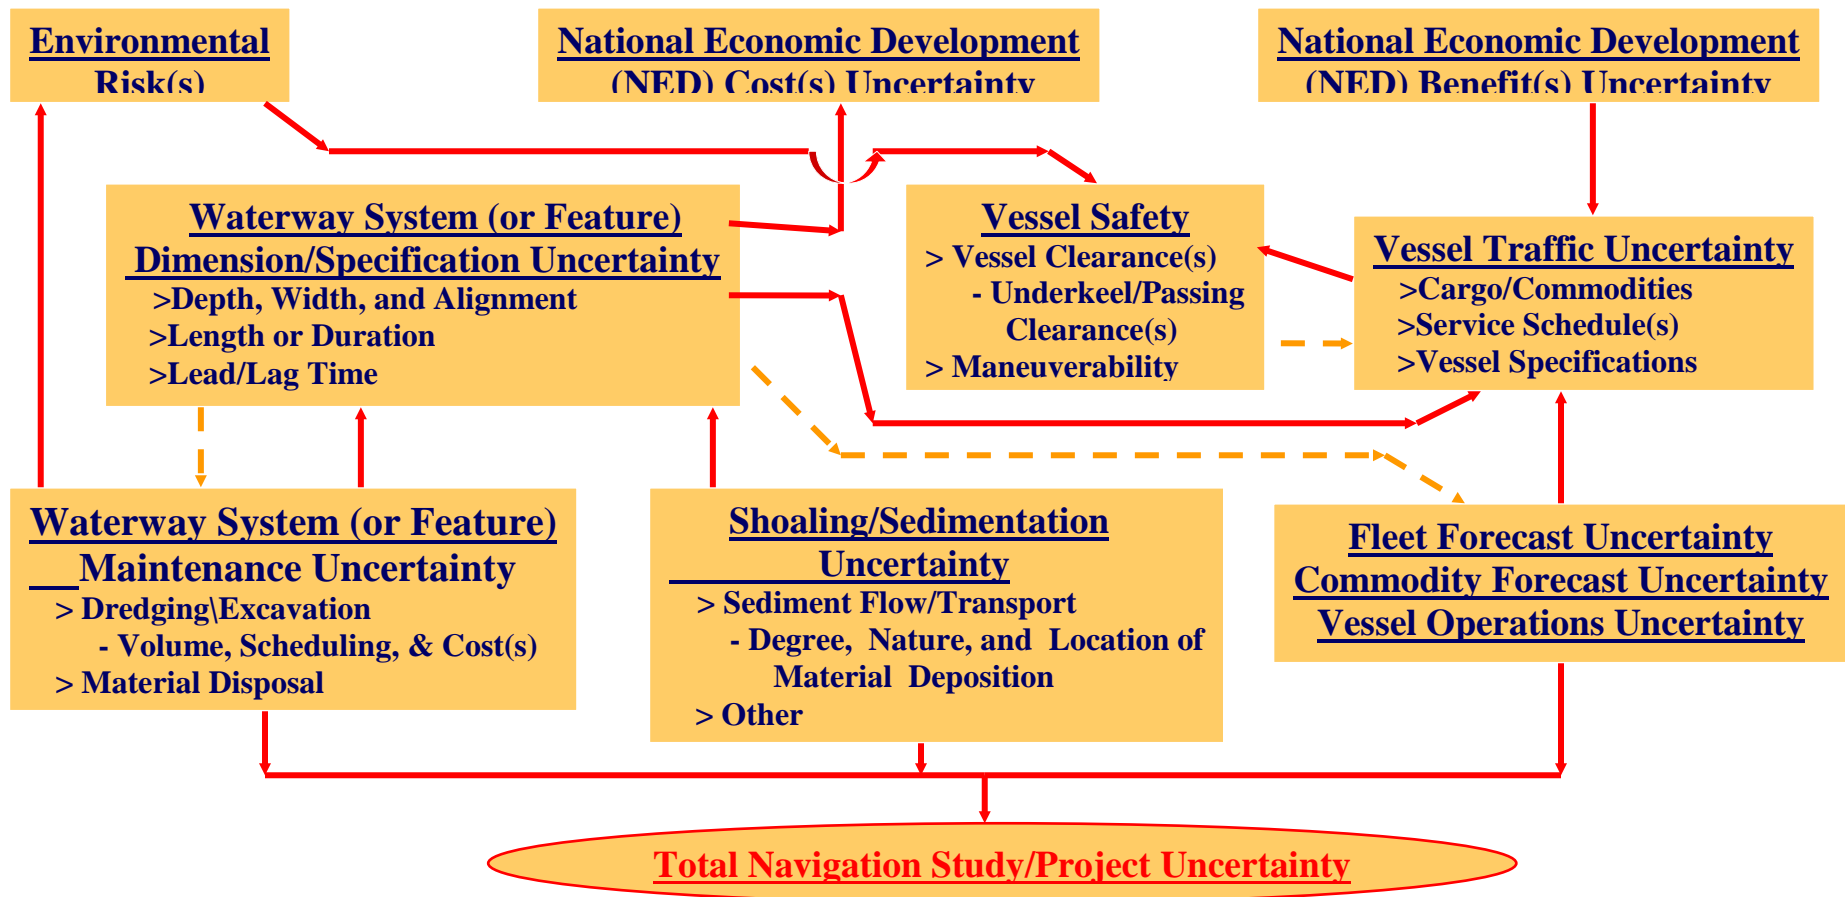 Environmental
Risk(s)
National Economic Development
(NED) Cost(s) Uncertainty
National Economic Development
(NED) Benefit(s) Uncertainty
Waterway System (or Feature)
Dimension/Specification Uncertainty
>Depth, Width, and Alignment
>Length or Duration
>Lead/Lag Time
Vessel Safety
> Vessel Clearance(s)
- Underkeel/Passing
Clearance(s)
> Maneuverability
Vessel Traffic Uncertainty
>Cargo/Commodities
>Service Schedule(s)
>Vessel Specifications
Waterway System (or Feature)
Maintenance Uncertainty
> Dredging\Excavation
- Volume, Scheduling, & Cost(s)
> Material Disposal
Shoaling/Sedimentation
Uncertainty
> Sediment Flow/Transport
- Degree, Nature, and Location of
Material Deposition
> Other
Fleet Forecast Uncertainty
Commodity Forecast Uncertainty
Vessel Operations Uncertainty
Total Navigation Study/Project Uncertainty